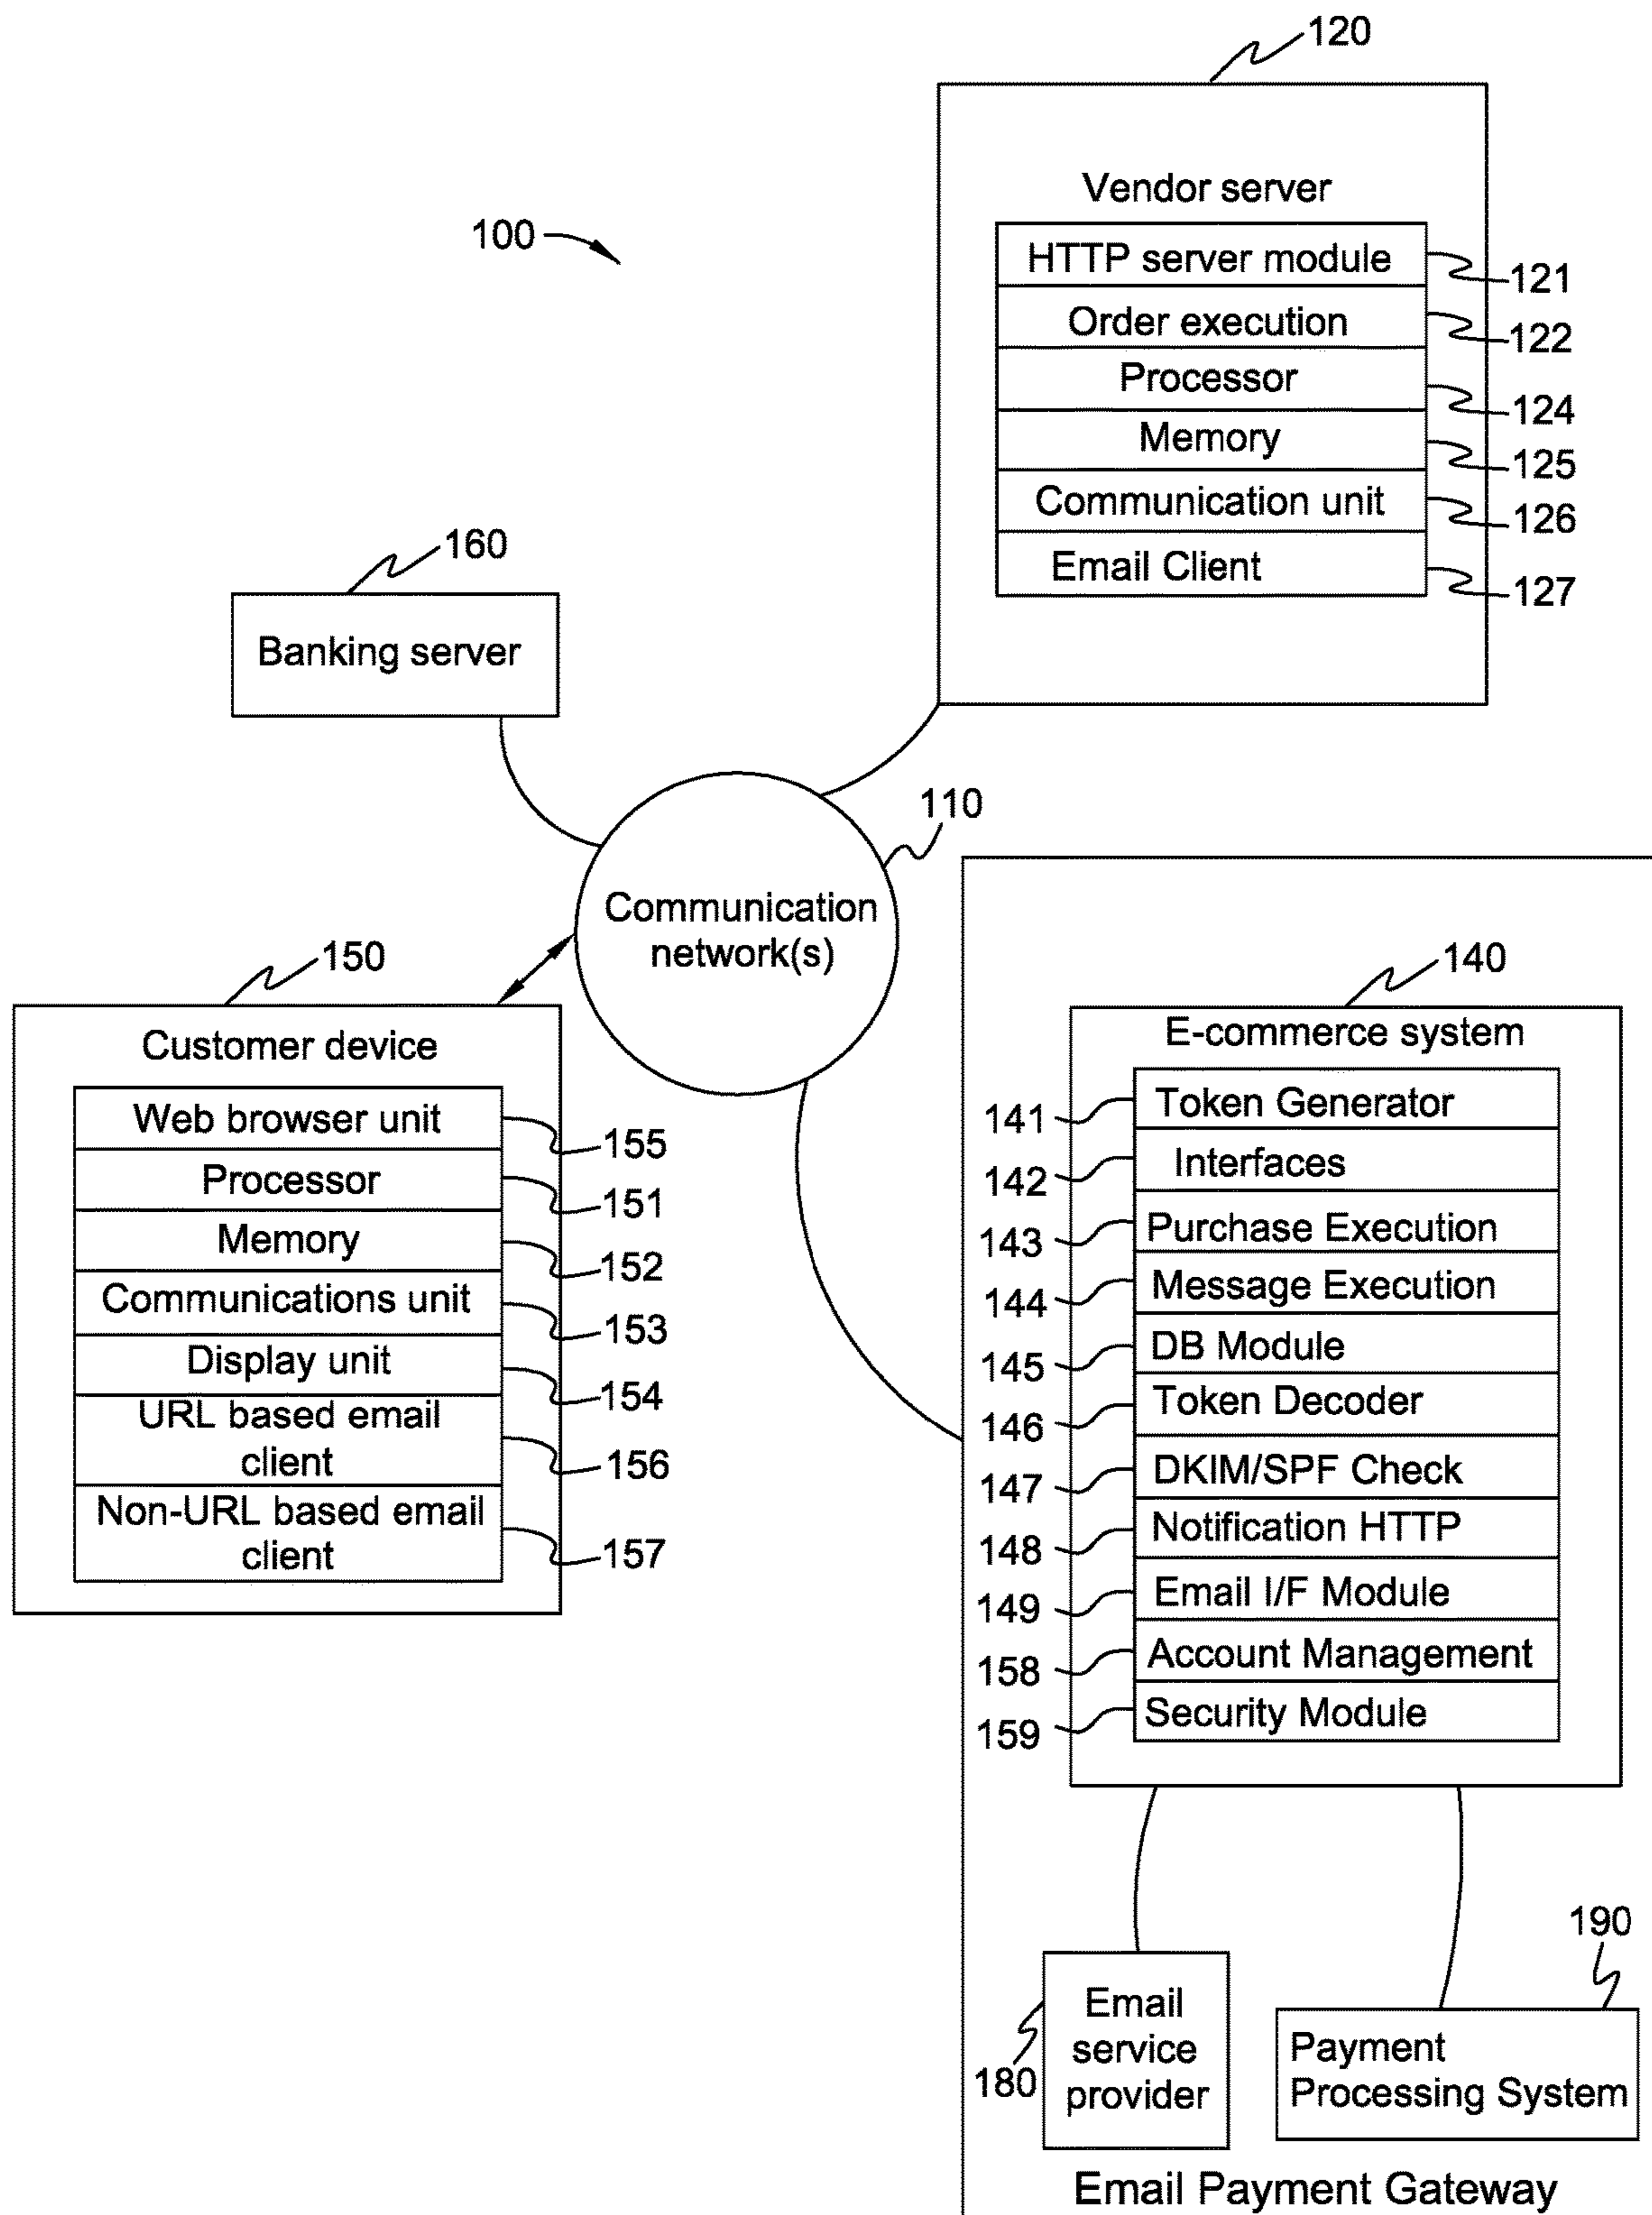 120
Vendor server
100
HTTP server module
121
Order execution
122
Processor
124
Memory
125
Communication unit
126
Email Client
127
160
Banking server
110
Communication
network(s)
150
Customer device
Web browser unit
155
Processor
151
Memory
152
Communications unit
153
Display unit
154
URL based email
client
156
Non-URL based email
client
157
140
E-commerce system
141
Token Generator
142
Interfaces
143
Purchase Execution
144
Message Execution
145
DB Module
146
Token Decoder
147
DKIM/SPF Check
148
Notification HTTP
149
Email I/F Module
158
Account Management
159
Security Module
180
Email
service
provider
190
Payment
Processing System
Email Payment Gateway